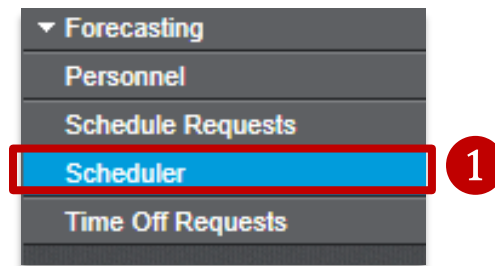 Forecasting
Personnel
Schedule Requests
Scheduler
1
Time Off Requests